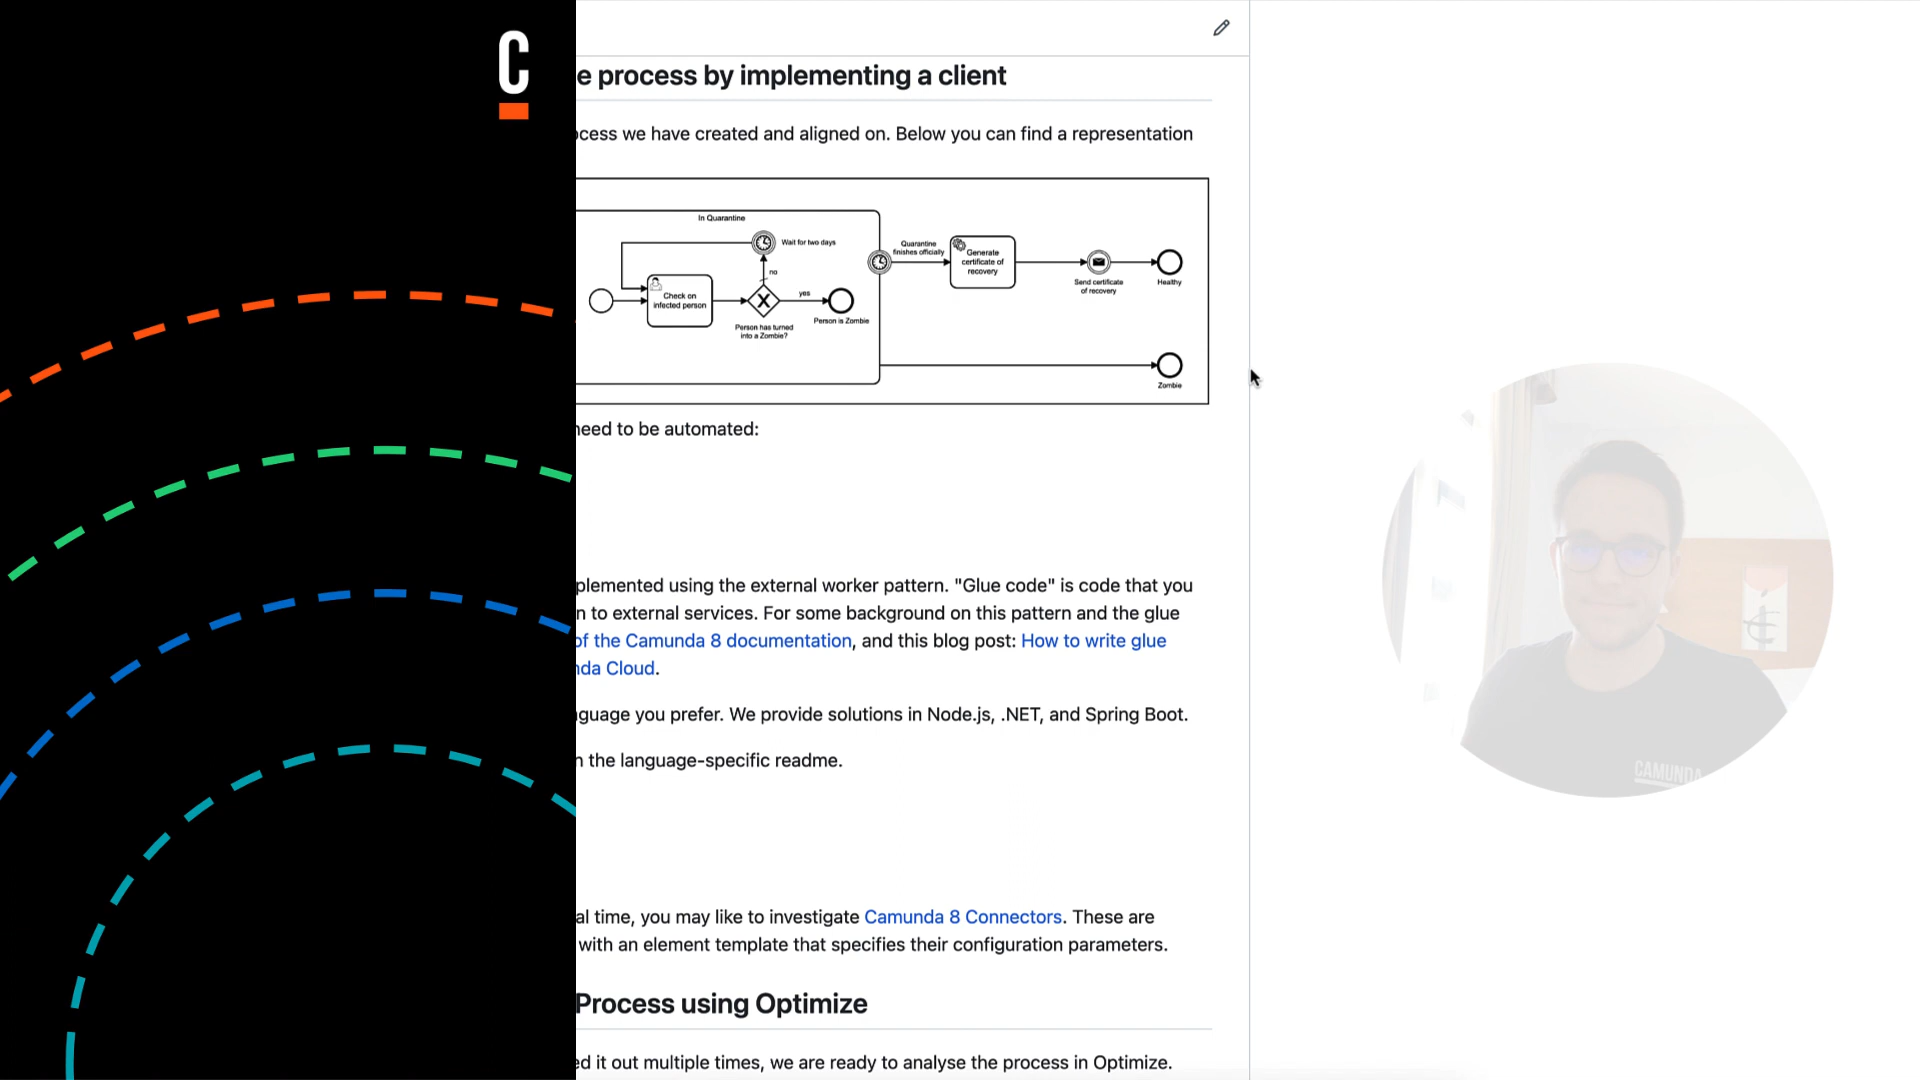 C
e process by implementing a client
cess we have created and aligned on. Below you can find a representation
In Quarantine
Wait for two days
no
Check on
infected person
yes
Person has turned
into a Zombie?
Person is Zombie
Quarantine
finishes officially
Generate
certificate of
recovery
Send certificate
of recovery
Healthy
Zombie
need to be automated:
plemented using the external worker pattern. "Glue code" is code that you
n to external services. For some background on this pattern and the glue
of the Camunda 8 documentation, and this blog post: How to write glue
nda Cloud.
guage you prefer. We provide solutions in Node.js, .NET, and Spring Boot.
n the language-specific readme.
al time, you may like to investigate Camunda 8 Connectors. These are
with an element template that specifies their configuration parameters.
Process using Optimize
ed it out multiple times, we are ready to analyse the process in Optimize.
CAMUNDA